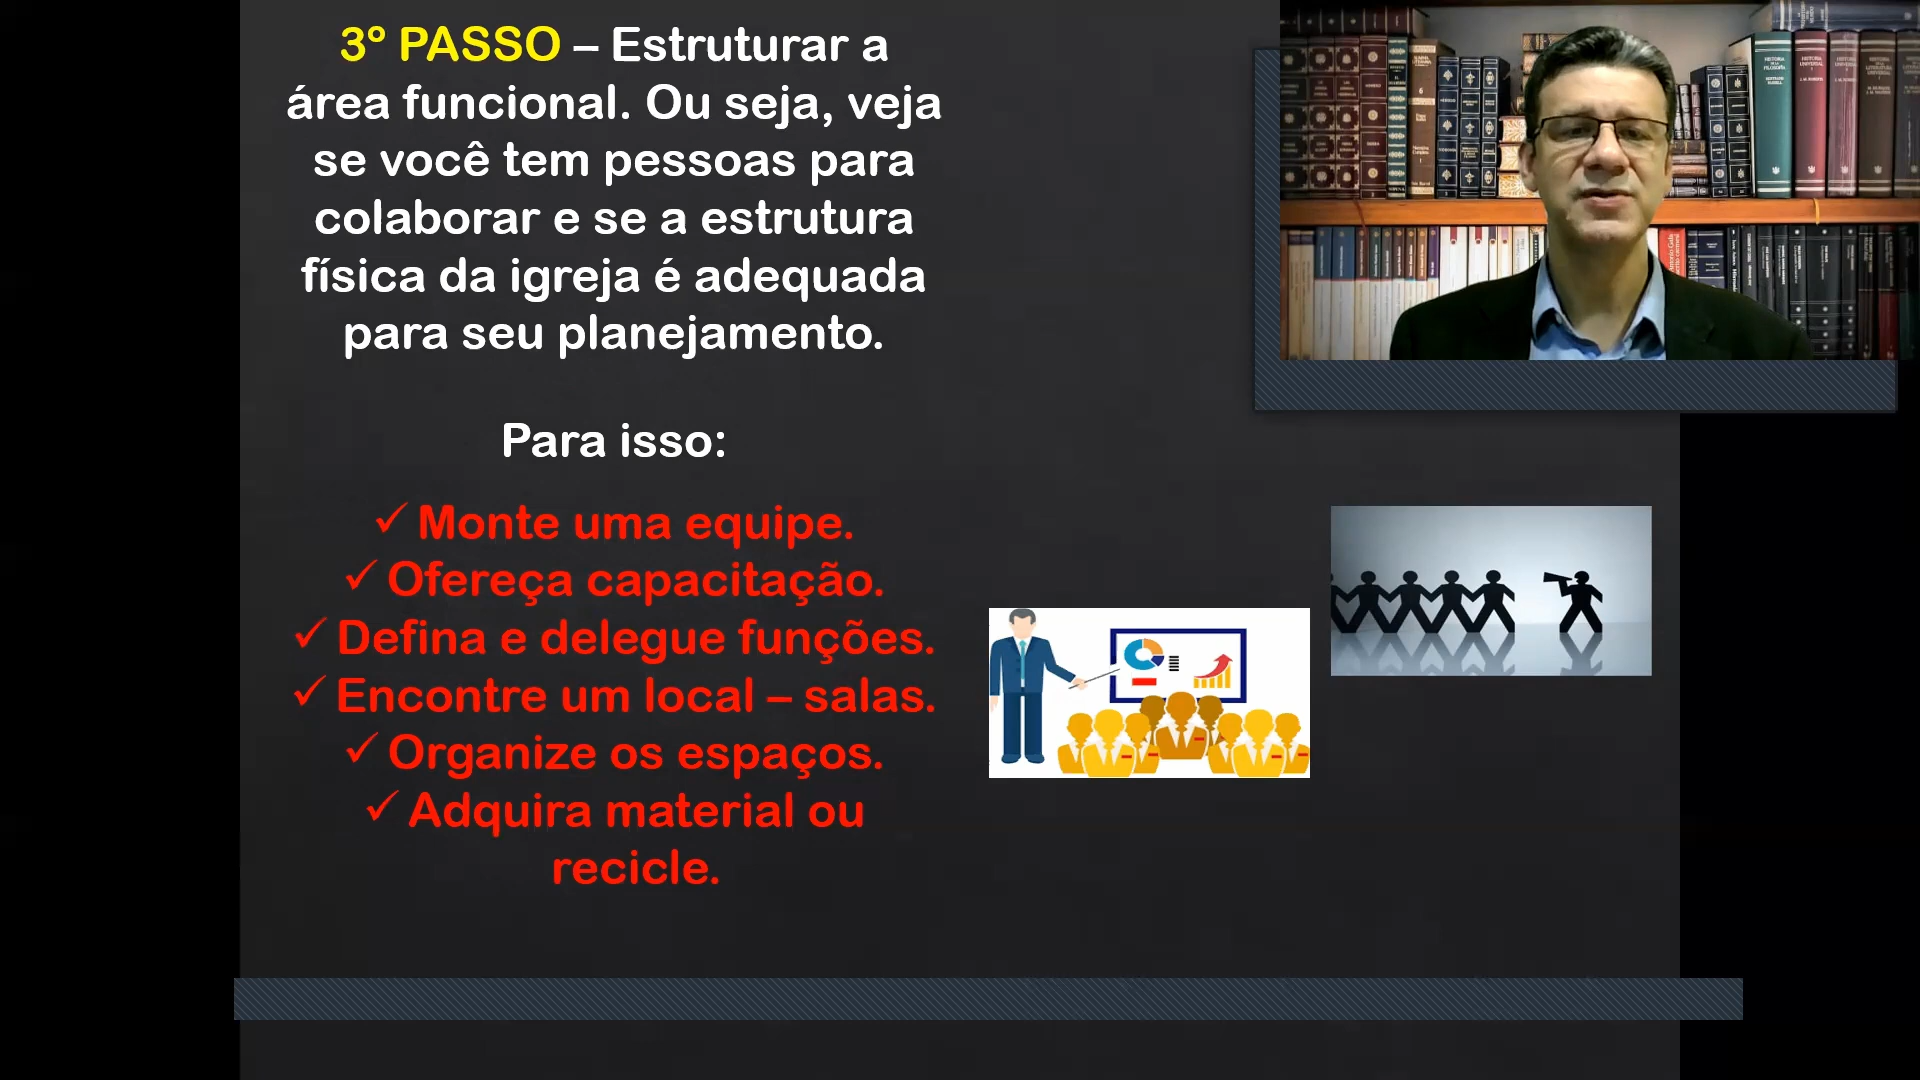 3º PASSO – Estruturar a
área funcional. Ou seja, veja
se você tem pessoas para
colaborar e se a estrutura
física da igreja é adequada
para seu planejamento.
Para isso:
✓ Monte uma equipe.
✓ Ofereça capacitação.
✓ Defina e delegue funções.
✓ Encontre um local – salas.
✓ Organize os espaços.
✓ Adquira material ou
recicle.